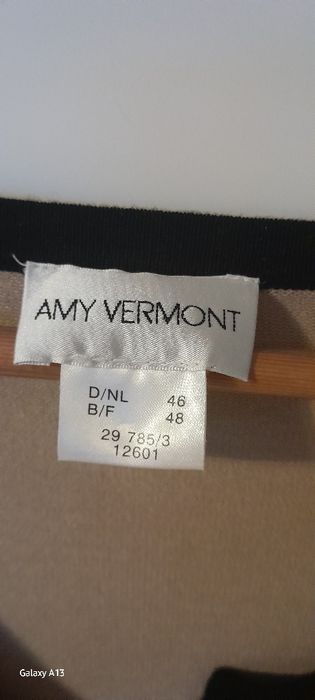 AMY VERMONT
D/NL 46
B/F 48
29 785/3
12601
Galaxy A13